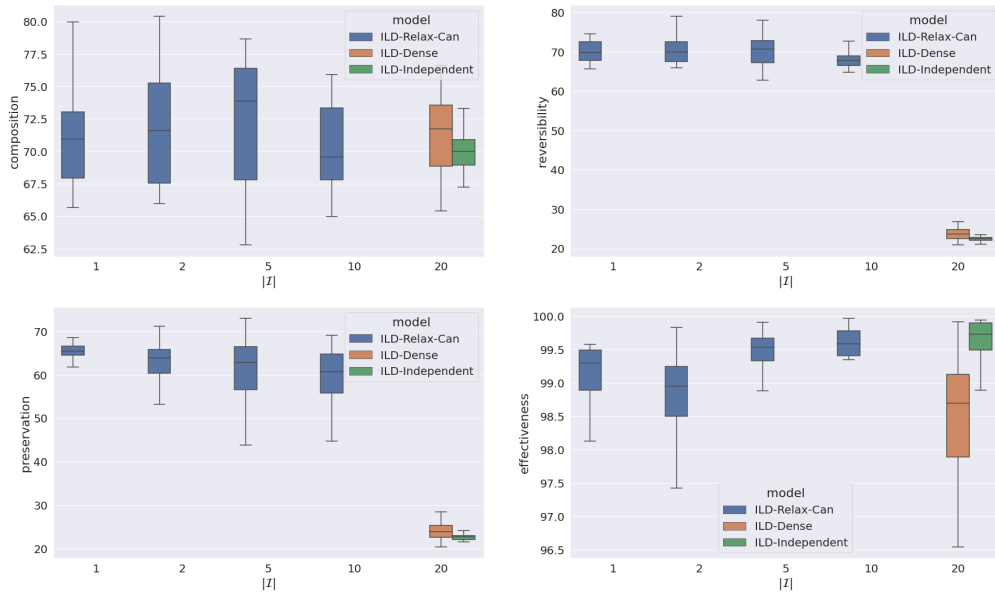 composition
80.0
77.5
75.0
72.5
70.0
67.5
65.0
62.5
model
ILD-Relax-Can
ILD-Dense
ILD-Independent
1 2 5 10 20
|𝓘|
reversibility
80
70
60
50
40
30
20
model
ILD-Relax-Can
ILD-Dense
ILD-Independent
1 2 5 10 20
|𝓘|
preservation
70
60
50
40
30
20
model
ILD-Relax-Can
ILD-Dense
ILD-Independent
1 2 5 10 20
|𝓘|
effectiveness
100.0
99.5
99.0
98.5
98.0
97.5
97.0
96.5
model
ILD-Relax-Can
ILD-Dense
ILD-Independent
1 2 5 10 20
|𝓘|